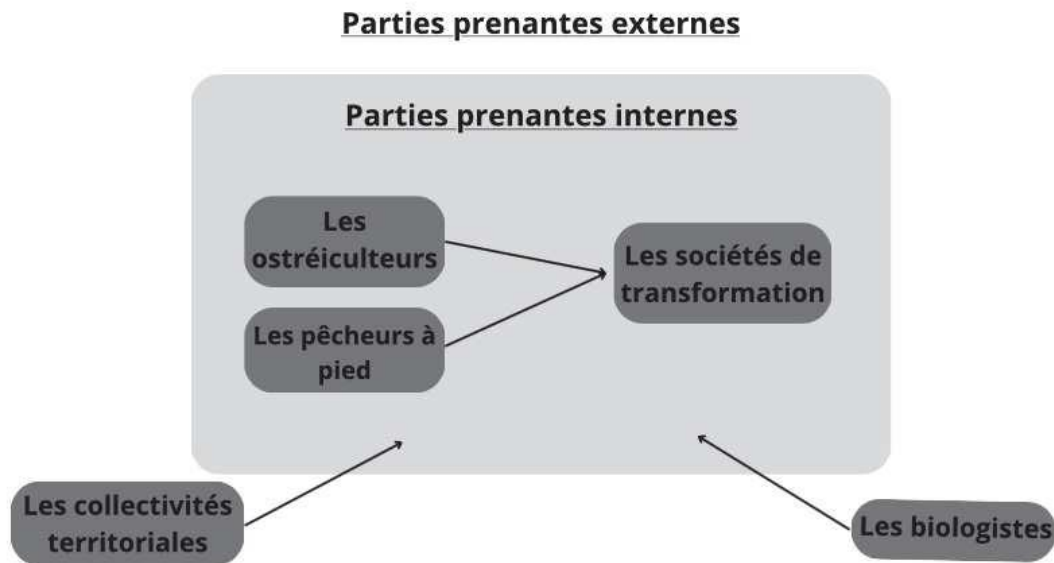 Parties prenantes externes
Parties prenantes internes
Les
ostréiculteurs
Les sociétés de
transformation
Les pêcheurs à
pied
Les collectivités
territoriales
Les biologistes